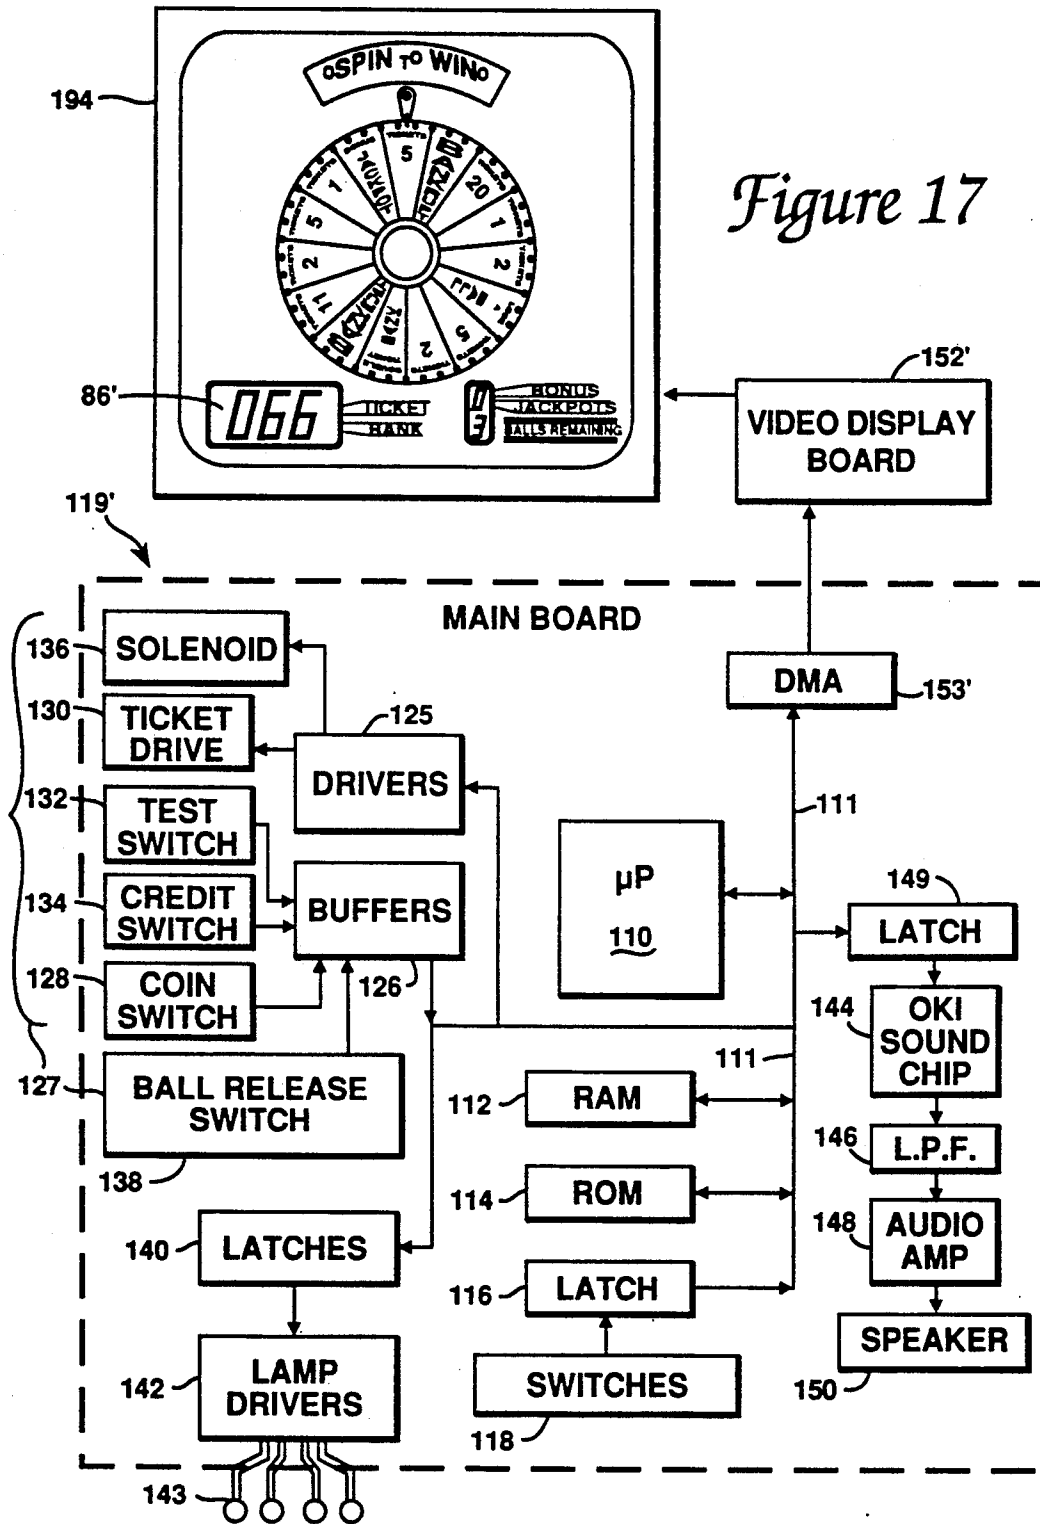 SPIN TO WIN
194
Figure 17
TICKETS
5
20
1
2
5
2
11
2
5
1
86'
066
TICKET
BANK
0
3
BONUS
JACKPOTS
BALLS REMAINING
152'
VIDEO DISPLAY
BOARD
119'
MAIN BOARD
136
SOLENOID
DMA
153'
130
TICKET
DRIVE
125
DRIVERS
132
TEST
SWITCH
111
134
CREDIT
SWITCH
BUFFERS
126
µP
110
149
LATCH
128
COIN
SWITCH
144
OKI
SOUND
CHIP
127
BALL RELEASE
SWITCH
138
111
112
RAM
146
L.P.F.
114
ROM
148
AUDIO
AMP
140
LATCHES
116
LATCH
SPEAKER
150
142
LAMP
DRIVERS
SWITCHES
118
143